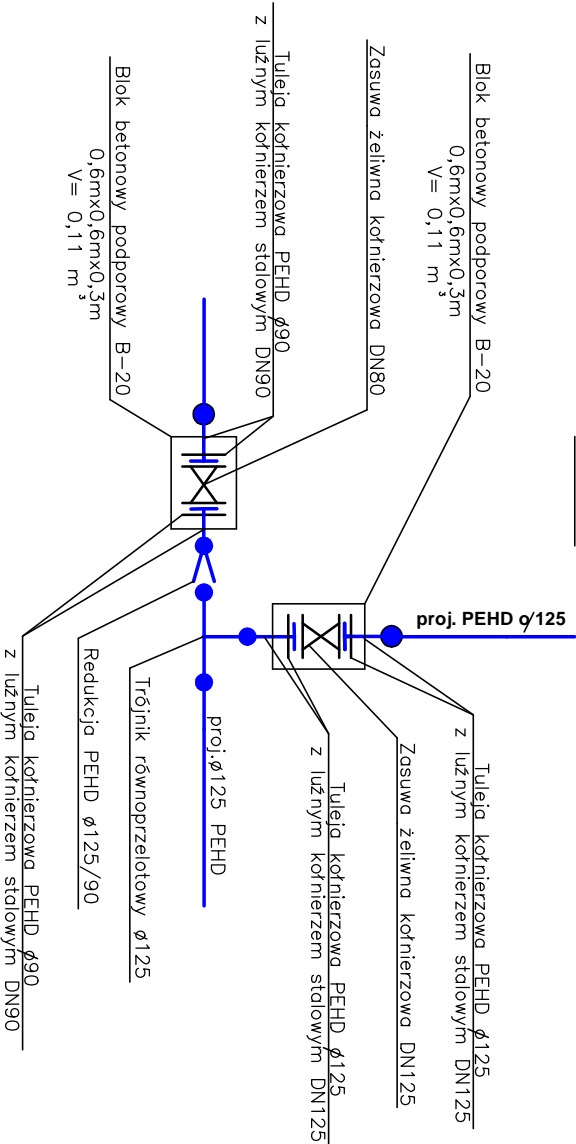 Blok betonowy podporowy B-20
0,6mx0,6mx0,3m
V= 0,11 m³
Zasuwa żeliwna kołnierzowa DN80
Tuleja kołnierzowa PEHD ø90
z luźnym kołnierzem stalowym DN90
Blok betonowy podporowy B-20
0,6mx0,6mx0,3m
V= 0,11 m³
proj. PEHD ø125
Tuleja kołnierzowa PEHD ø125
z luźnym kołnierzem stalowym DN125
Zasuwa żeliwna kołnierzowa DN125
Tuleja kołnierzowa PEHD ø125
z luźnym kołnierzem stalowym DN125
proj.ø125 PEHD
Trójnik równoprzelotowy ø125
Redukcja PEHD ø125/90
Tuleja kołnierzowa PEHD ø90
z luźnym kołnierzem stalowym DN90